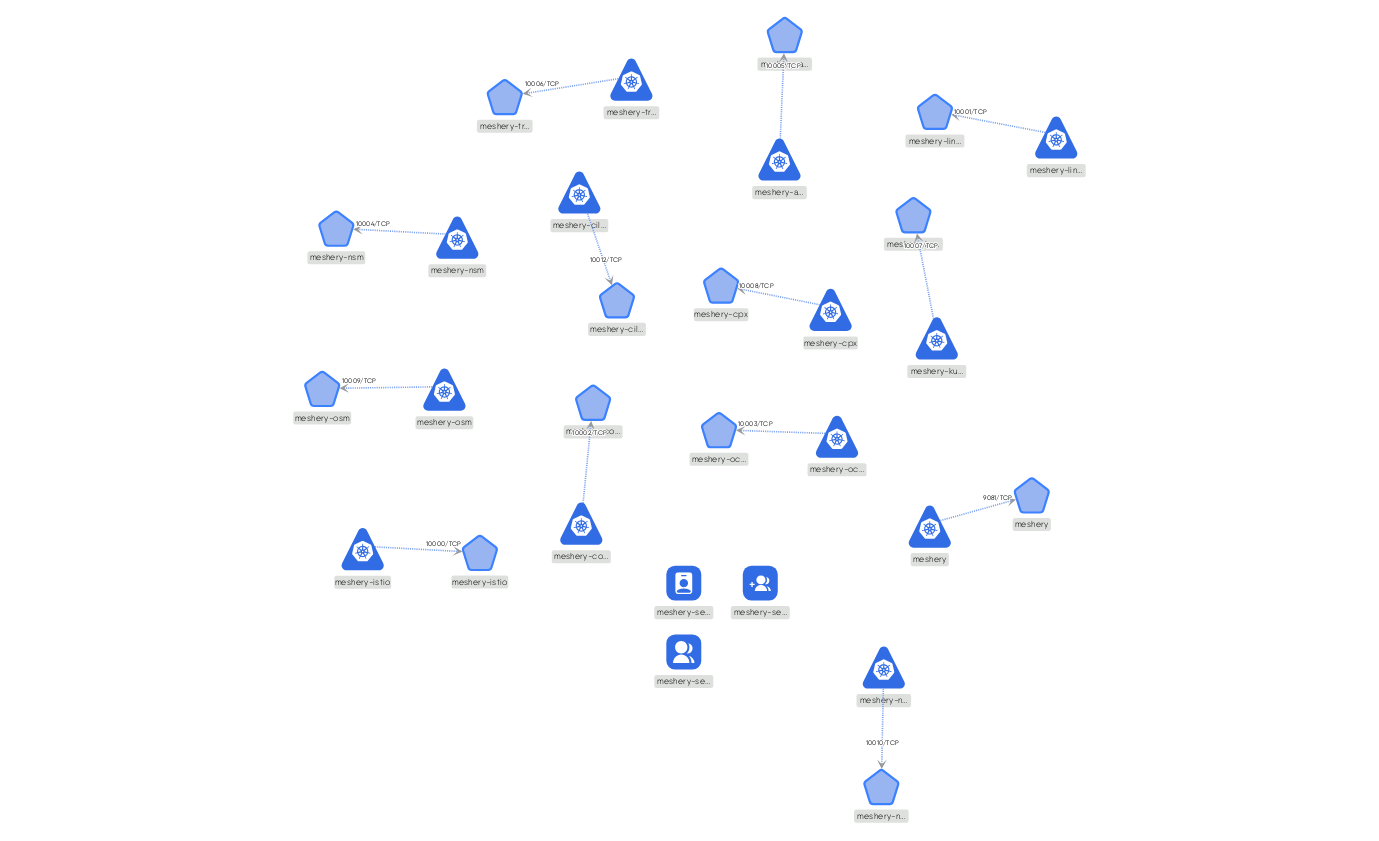 10005/TCP
10006/TCP
meshery-tr...
meshery-tr...
10001/TCP
meshery-lin...
meshery-lin...
meshery-a...
10004/TCP
meshery-nsm
meshery-nsm
meshery-cil...
10012/TCP
meshery-cil...
10007/TCP
meshery-ku...
10008/TCP
meshery-cpx
meshery-cpx
10009/TCP
meshery-osm
meshery-osm
10002/TCP
meshery-co...
10003/TCP
meshery-oc...
meshery-oc...
9081/TCP
meshery
meshery
10000/TCP
meshery-istio
meshery-istio
meshery-se...
meshery-se...
meshery-se...
meshery-n...
10010/TCP
meshery-n...